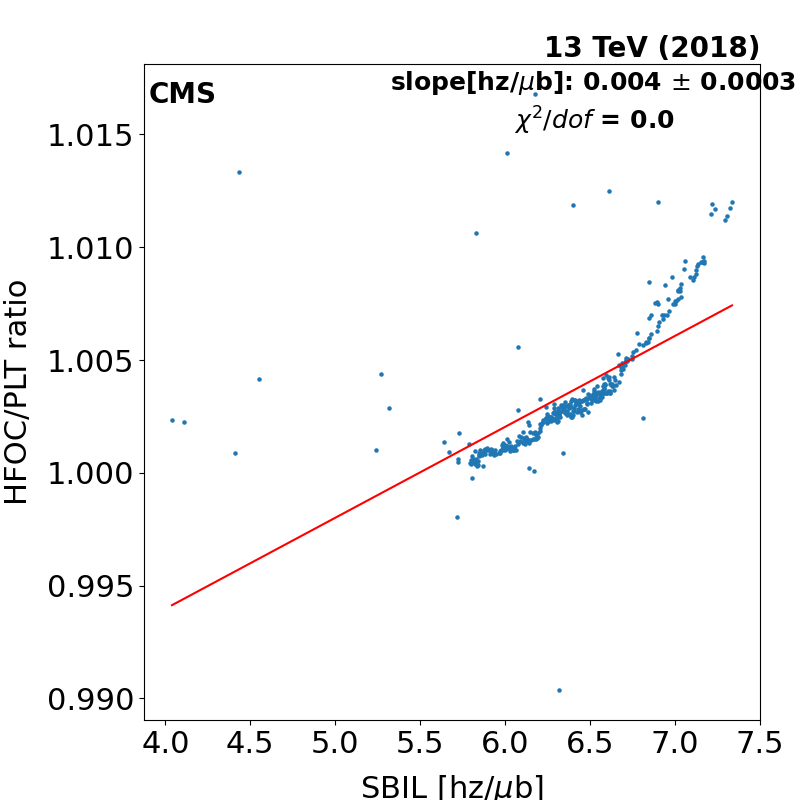 13 TeV (2018)
CMS
slope[hz/μb]: 0.004 ± 0.0003
χ²/dof = 0.0
HFOC/PLT ratio
1.015
1.010
1.005
1.000
0.995
0.990
4.0 4.5 5.0 5.5 6.0 6.5 7.0 7.5
SBIL [hz/μb]